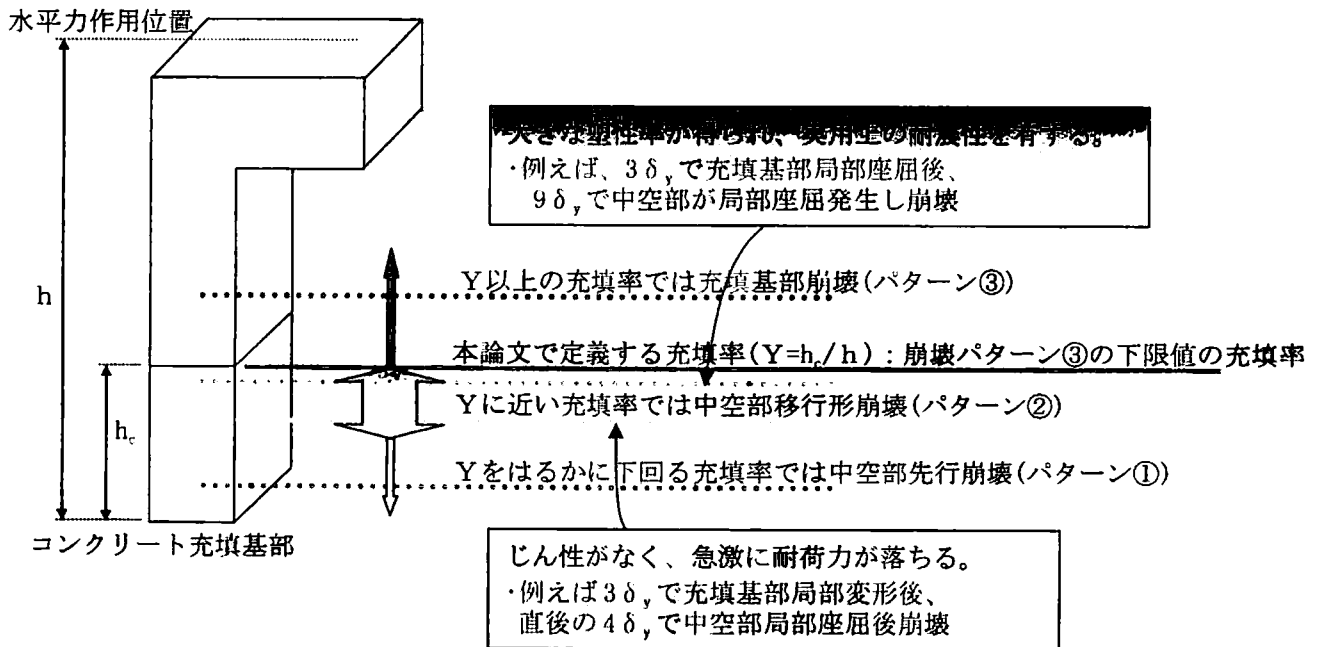 水平力作用位置
大きな塑性率が得られ、実用上の耐震性を有する。
・例えば、3δyで充填基部局部座屈後、
9δyで中空部が局部座屈発生し崩壊
Y以上の充填率では充填基部崩壊(パターン③)
h
本論文で定義する充填率(Y=hc/h):崩壊パターン③の下限値の充填率
Yに近い充填率では中空部移行形崩壊(パターン②)
hc
Yをはるかに下回る充填率では中空部先行崩壊(パターン①)
コンクリート充填基部
じん性がなく、急激に耐荷力が落ちる。
・例えば3δyで充填基部局部変形後、
直後の4δyで中空部局部座屈後崩壊